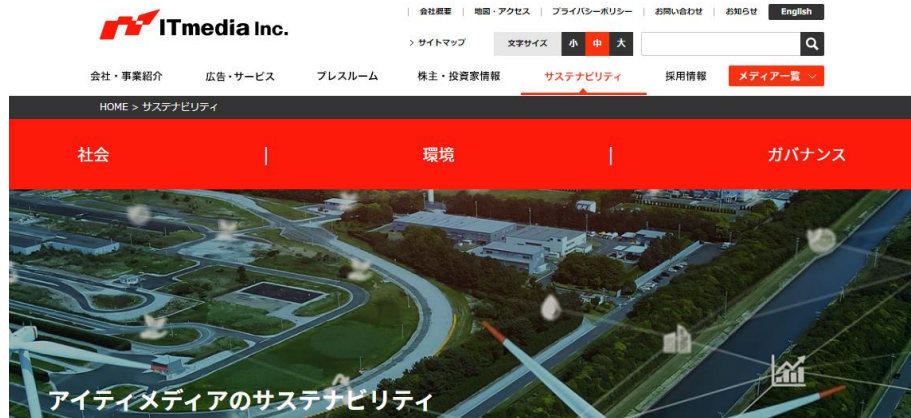 ITmedia Inc.
会社概要 | 地図・アクセス | プライバシーポリシー | お問い合わせ | お知らせ English
> サイトマップ 文字サイズ 小 中 大
会社・事業紹介 広告・サービス プレスルーム 株主・投資家情報 サステナビリティ 採用情報 メディア一覧
HOME > サステナビリティ
社会 | 環境 | ガバナンス
アイティメディアのサステナビリティ